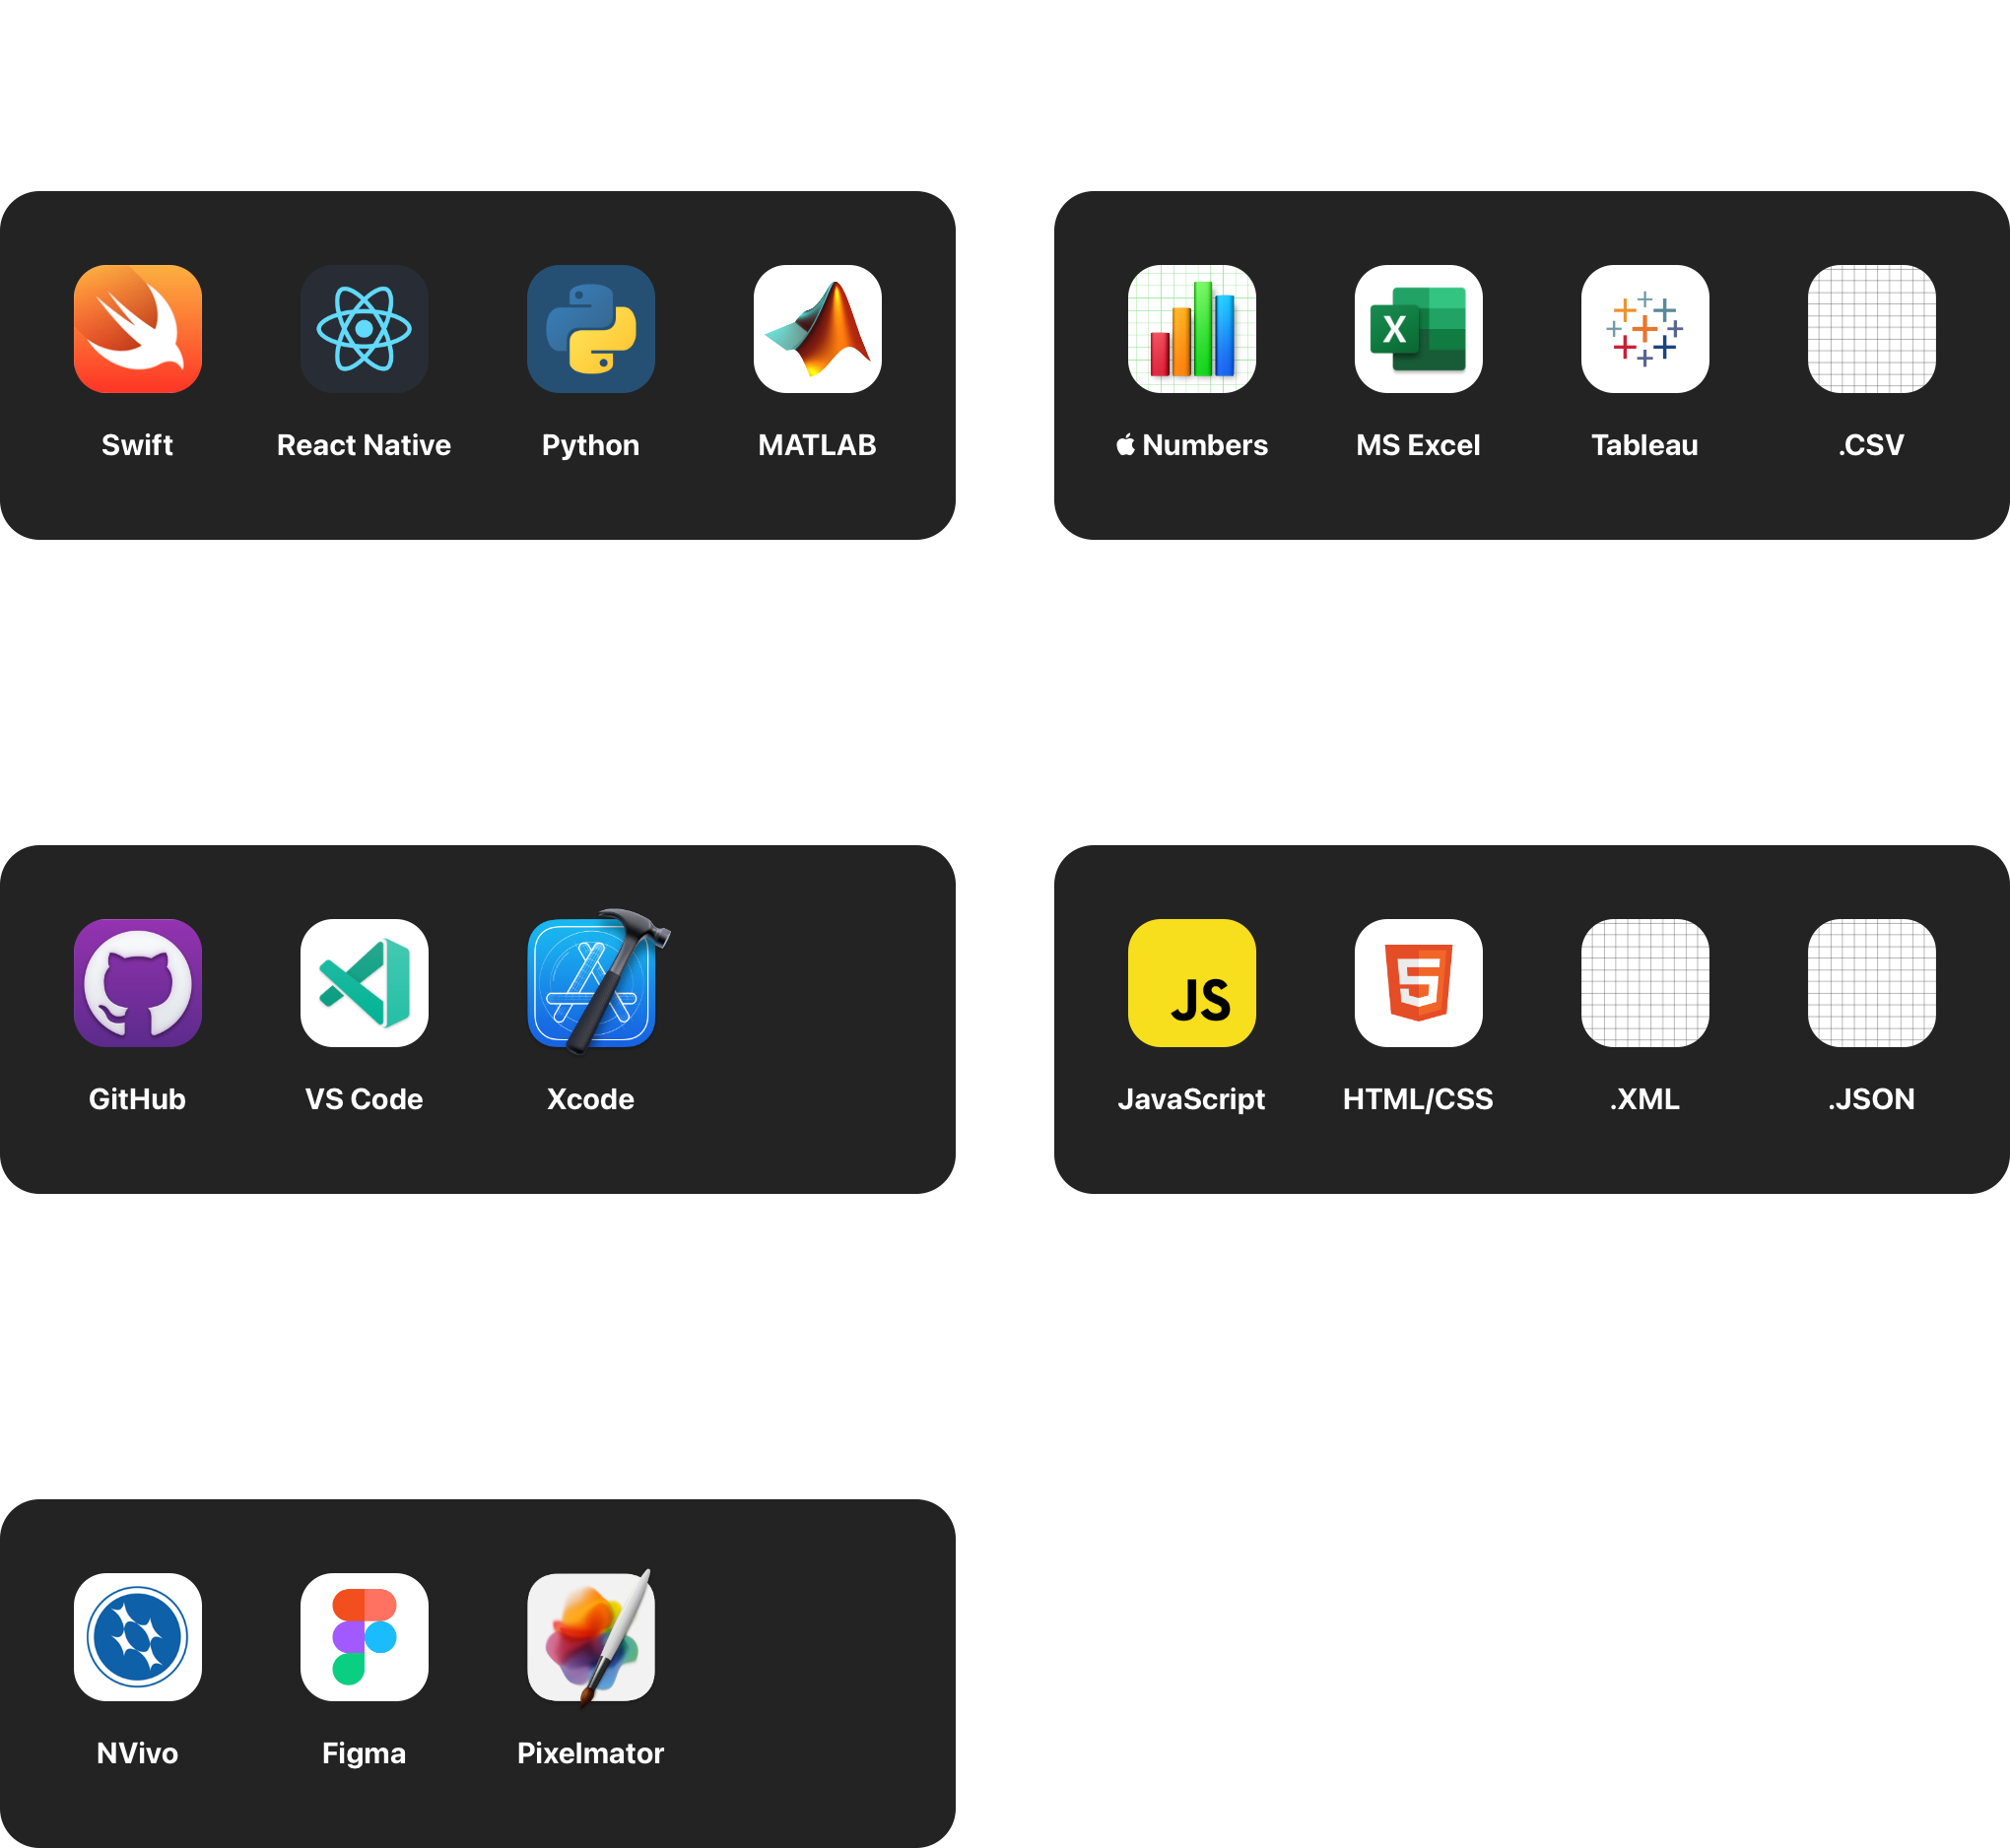 Swift React Native Python MATLAB
Numbers X MS Excel Tableau .CSV
GitHub VS Code Xcode
JS JavaScript 5 HTML/CSS .XML .JSON
NVivo Figma Pixelmator